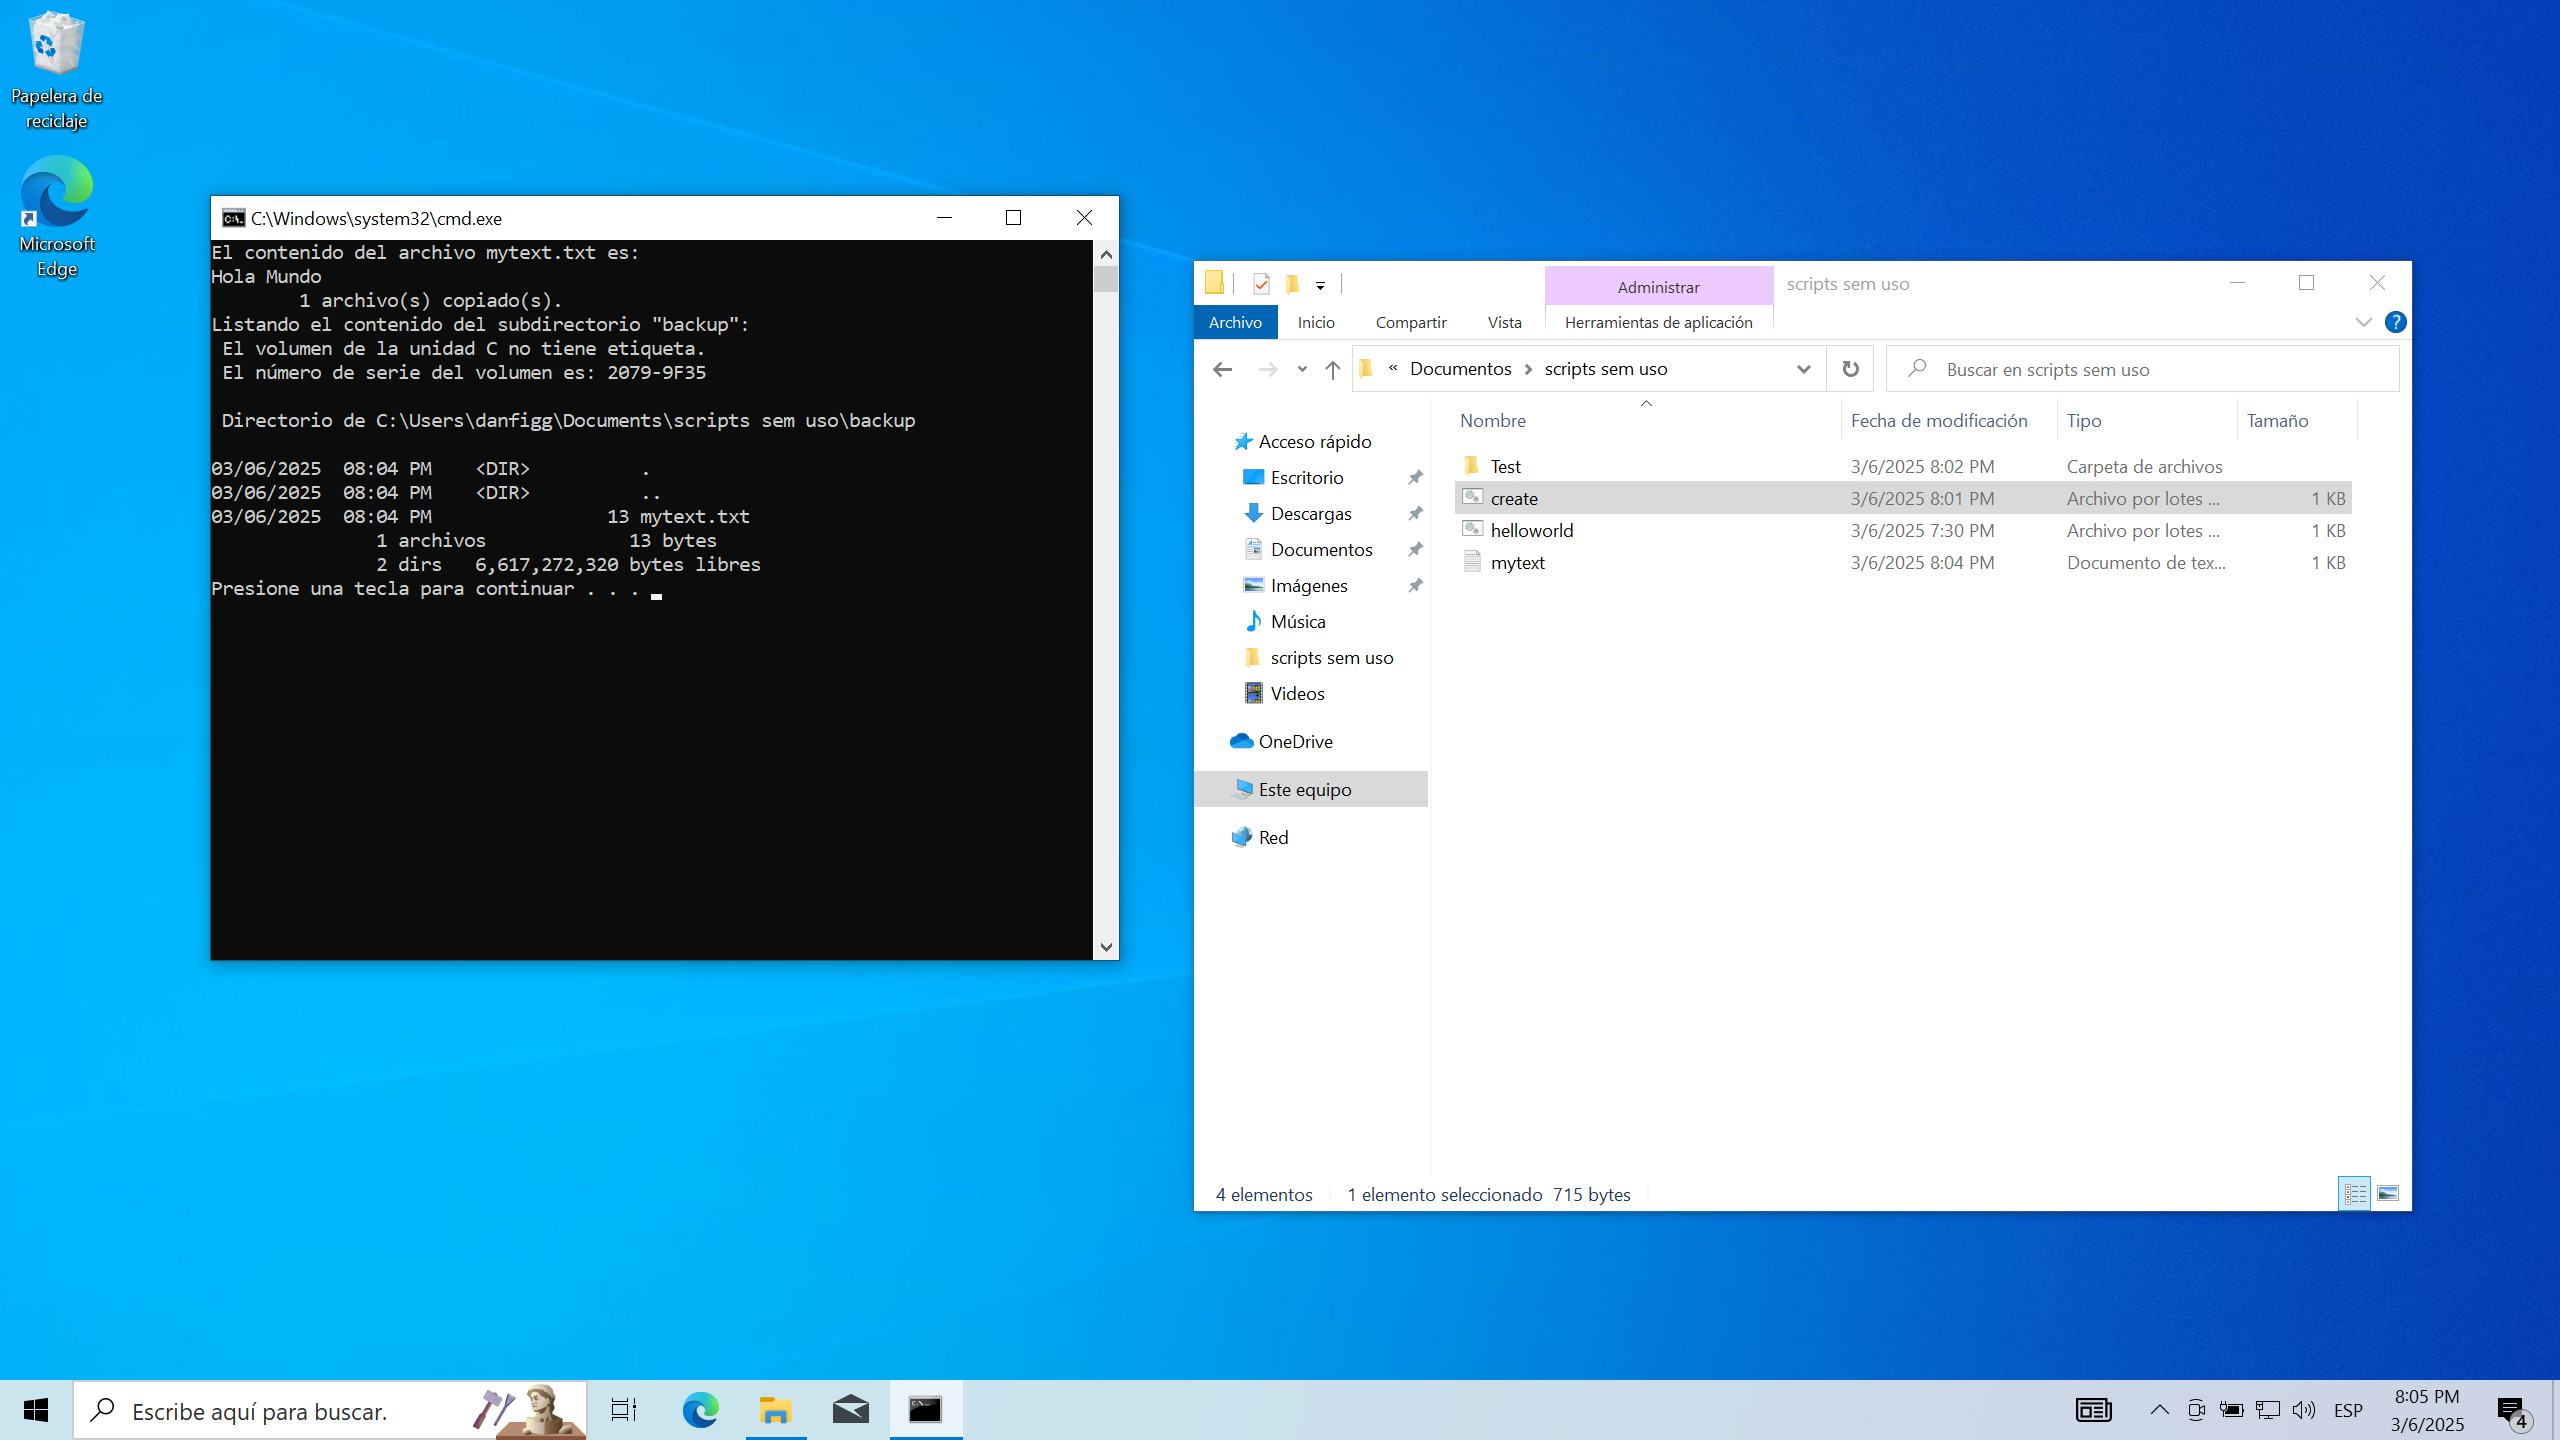 Papelera de
reciclaje
Microsoft
Edge
C:\Windows\system32\cmd.exe
El contenido del archivo mytext.txt es:
Hola Mundo
        1 archivo(s) copiado(s).
Listando el contenido del subdirectorio "backup":
 El volumen de la unidad C no tiene etiqueta.
 El número de serie del volumen es: 2079-9F35
 Directorio de C:\Users\danfigg\Documents\scripts sem uso\backup
03/06/2025  08:04 PM    <DIR>          .
03/06/2025  08:04 PM    <DIR>          ..
03/06/2025  08:04 PM                13 mytext.txt
               1 archivos             13 bytes
               2 dirs   6,617,272,320 bytes libres
Presione una tecla para continuar . . .
Administrar
scripts sem uso
Archivo Inicio Compartir Vista Herramientas de aplicación
« Documentos scripts sem uso
Buscar en scripts sem uso
Nombre Fecha de modificación Tipo Tamaño
Acceso rápido
Escritorio
Descargas
Documentos
Imágenes
Música
scripts sem uso
Videos
OneDrive
Este equipo
Red
Test 3/6/2025 8:02 PM Carpeta de archivos
create 3/6/2025 8:01 PM Archivo por lotes ... 1 KB
helloworld 3/6/2025 7:30 PM Archivo por lotes ... 1 KB
mytext 3/6/2025 8:04 PM Documento de tex... 1 KB
4 elementos 1 elemento seleccionado 715 bytes
Escribe aquí para buscar.
ESP
8:05 PM
3/6/2025
4